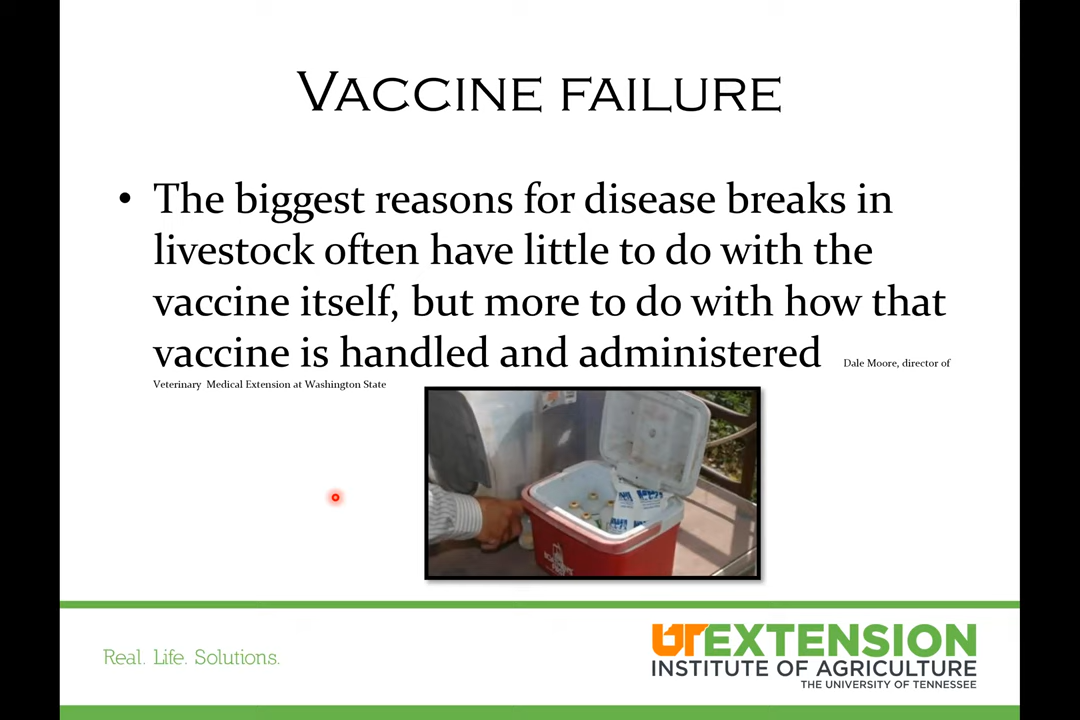 VACCINE FAILURE
• The biggest reasons for disease breaks in
livestock often have little to do with the
vaccine itself, but more to do with how that
vaccine is handled and administered Dale Moore, director of
Veterinary Medical Extension at Washington State
Real. Life. Solutions.
UT EXTENSION
INSTITUTE OF AGRICULTURE
THE UNIVERSITY OF TENNESSEE